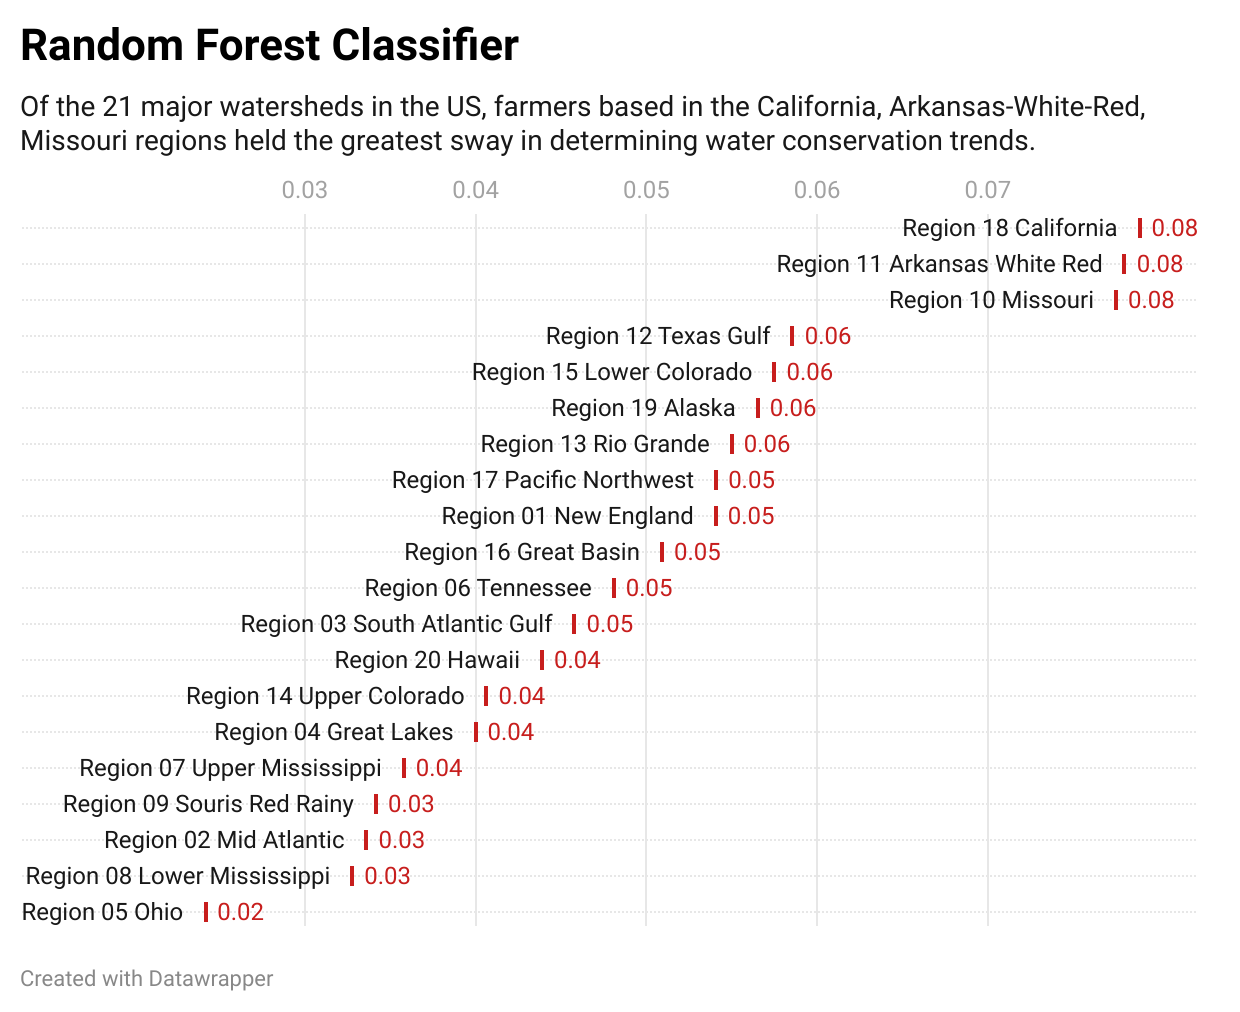 Random Forest Classifier
Of the 21 major watersheds in the US, farmers based in the California, Arkansas-White-Red,
Missouri regions held the greatest sway in determining water conservation trends.
0.03 0.04 0.05 0.06 0.07
Region 18 California 0.08
Region 11 Arkansas White Red 0.08
Region 10 Missouri 0.08
Region 12 Texas Gulf 0.06
Region 15 Lower Colorado 0.06
Region 19 Alaska 0.06
Region 13 Rio Grande 0.06
Region 17 Pacific Northwest 0.05
Region 01 New England 0.05
Region 16 Great Basin 0.05
Region 06 Tennessee 0.05
Region 03 South Atlantic Gulf 0.05
Region 20 Hawaii 0.04
Region 14 Upper Colorado 0.04
Region 04 Great Lakes 0.04
Region 07 Upper Mississippi 0.04
Region 09 Souris Red Rainy 0.03
Region 02 Mid Atlantic 0.03
Region 08 Lower Mississippi 0.03
Region 05 Ohio 0.02
Created with Datawrapper